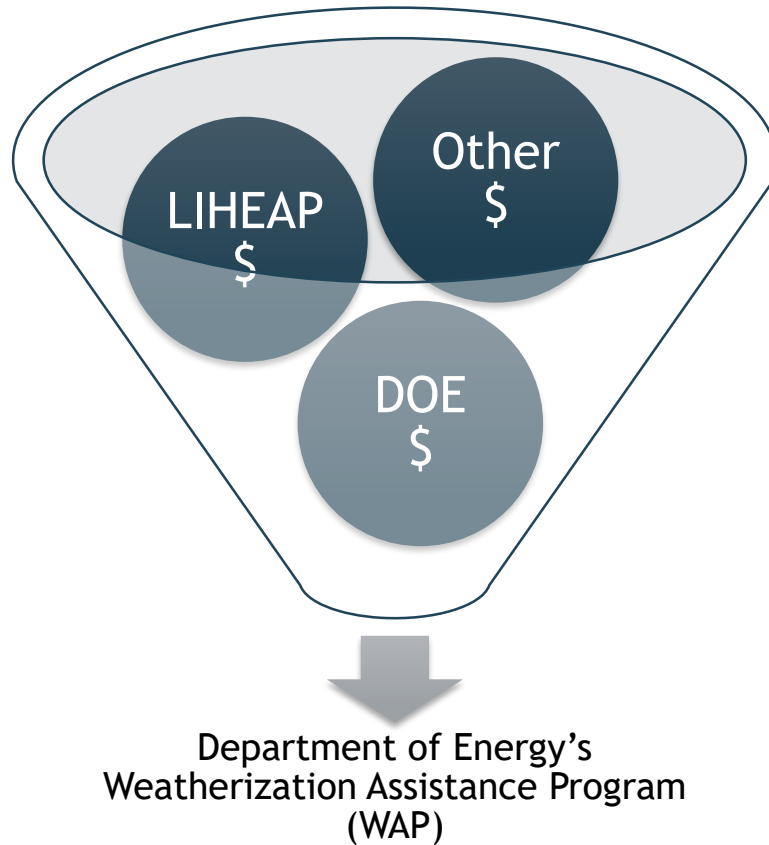 Other
$
LIHEAP
$
DOE
$
Department of Energy’s
Weatherization Assistance Program
(WAP)